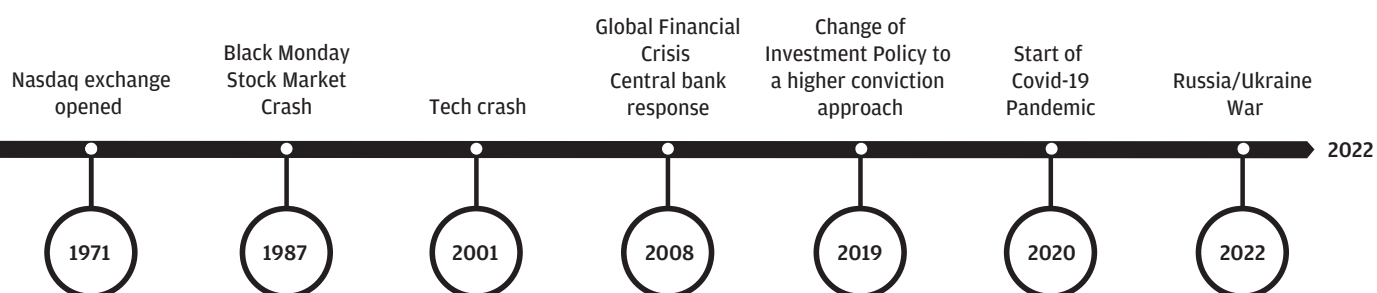 Nasdaq exchange
opened
Black Monday
Stock Market
Crash
Tech crash
Global Financial
Crisis
Central bank
response
Change of
Investment Policy to
a higher conviction
approach
Start of
Covid-19
Pandemic
Russia/Ukraine
War
2022
1971
1987
2001
2008
2019
2020
2022